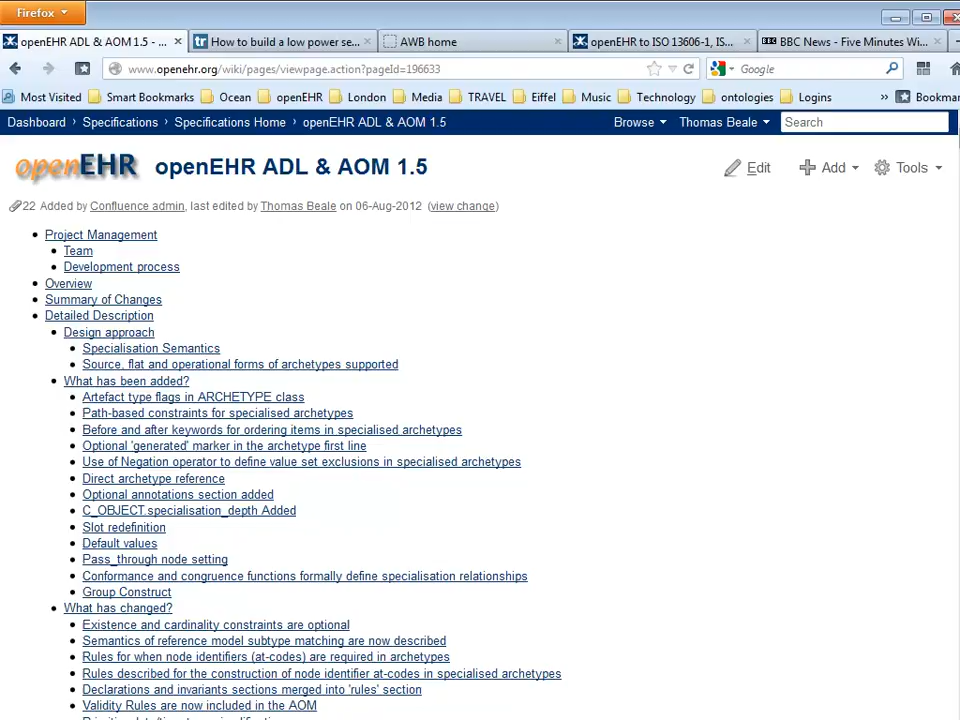 Firefox
openEHR ADL & AOM 1.5 - ... × How to build a low power se... × AWB home × openEHR to ISO 13606-1, IS... × BBC News - Five Minutes Wi... ×
www.openehr.org/wiki/pages/viewpage.action?pageId=196633 Google
Most Visited Smart Bookmarks Ocean openEHR London Media TRAVEL Eiffel Music Technology ontologies Logins » Bookmar
Dashboard › Specifications › Specifications Home › openEHR ADL & AOM 1.5 Browse Thomas Beale Search
openEHR openEHR ADL & AOM 1.5 Edit Add Tools
22 Added by Confluence admin, last edited by Thomas Beale on 06-Aug-2012 (view change)
Project Management
Team
Development process
Overview
Summary of Changes
Detailed Description
Design approach
Specialisation Semantics
Source, flat and operational forms of archetypes supported
What has been added?
Artefact type flags in ARCHETYPE class
Path-based constraints for specialised archetypes
Before and after keywords for ordering items in specialised archetypes
Optional 'generated' marker in the archetype first line
Use of Negation operator to define value set exclusions in specialised archetypes
Direct archetype reference
Optional annotations section added
C_OBJECT.specialisation_depth Added
Slot redefinition
Default values
Pass_through node setting
Conformance and congruence functions formally define specialisation relationships
Group Construct
What has changed?
Existence and cardinality constraints are optional
Semantics of reference model subtype matching are now described
Rules for when node identifiers (at-codes) are required in archetypes
Rules described for the construction of node identifier at-codes in specialised archetypes
Declarations and invariants sections merged into 'rules' section
Validity Rules are now included in the AOM